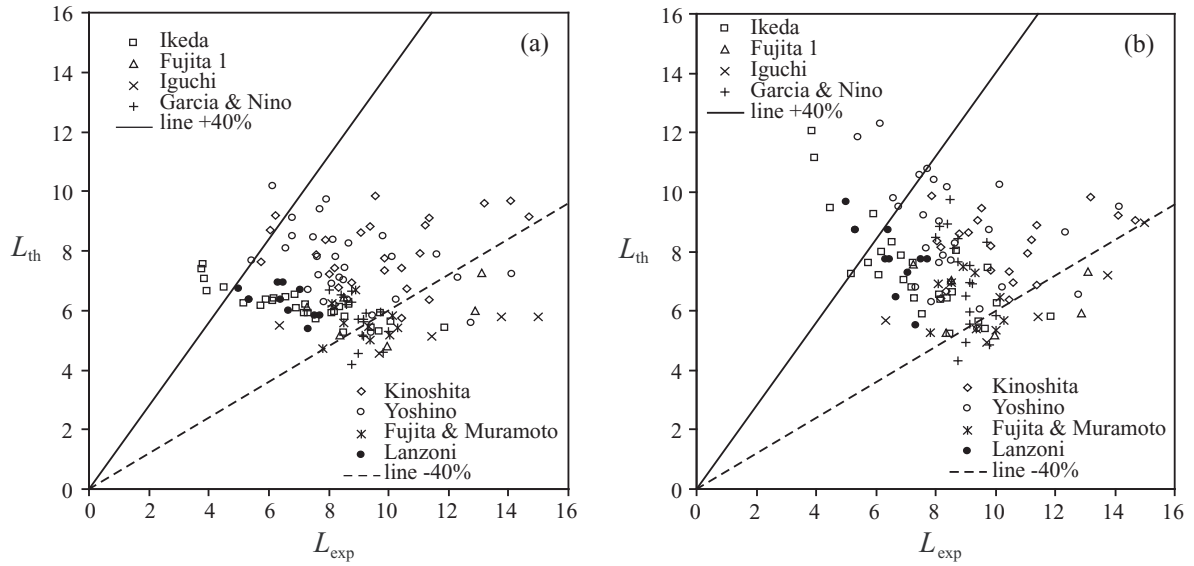 16
14
12
10
8
6
4
2
0
L_th
(a)
Ikeda
Fujita 1
Iguchi
Garcia & Nino
line +40%
Kinoshita
Yoshino
Fujita & Muramoto
Lanzoni
line -40%
0 2 4 6 8 10 12 14 16
L_exp
16
14
12
10
8
6
4
2
0
L_th
(b)
Ikeda
Fujita 1
Iguchi
Garcia & Nino
line +40%
Kinoshita
Yoshino
Fujita & Muramoto
Lanzoni
line -40%
0 2 4 6 8 10 12 14 16
L_exp